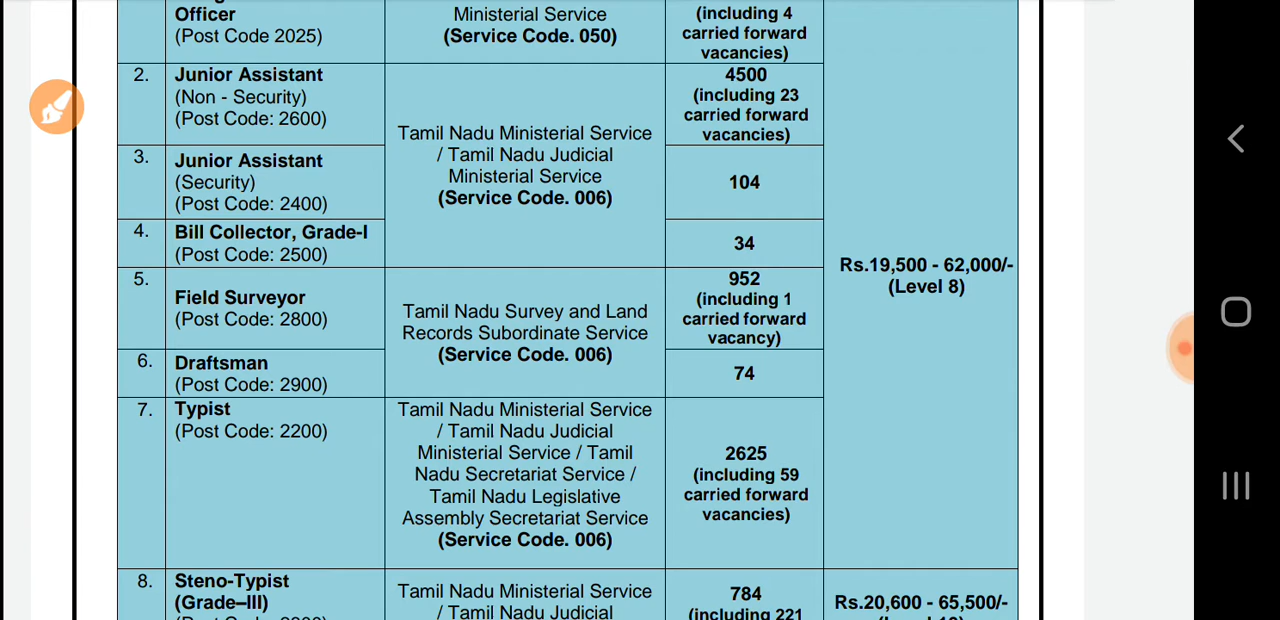 Officer
(Post Code 2025)
Ministerial Service
(Service Code. 050)
(including 4
carried forward
vacancies)
2.
Junior Assistant
(Non - Security)
(Post Code: 2600)
Tamil Nadu Ministerial Service
/ Tamil Nadu Judicial
Ministerial Service
(Service Code. 006)
4500
(including 23
carried forward
vacancies)
Rs.19,500 - 62,000/-
(Level 8)
3.
Junior Assistant
(Security)
(Post Code: 2400)
104
4.
Bill Collector, Grade-I
(Post Code: 2500)
34
5.
Field Surveyor
(Post Code: 2800)
Tamil Nadu Survey and Land
Records Subordinate Service
(Service Code. 006)
952
(including 1
carried forward
vacancy)
6.
Draftsman
(Post Code: 2900)
74
7.
Typist
(Post Code: 2200)
Tamil Nadu Ministerial Service
/ Tamil Nadu Judicial
Ministerial Service / Tamil
Nadu Secretariat Service /
Tamil Nadu Legislative
Assembly Secretariat Service
(Service Code. 006)
2625
(including 59
carried forward
vacancies)
8.
Steno-Typist
(Grade–III)
Tamil Nadu Ministerial Service
/ Tamil Nadu Judicial
784
(including 221
Rs.20,600 - 65,500/-